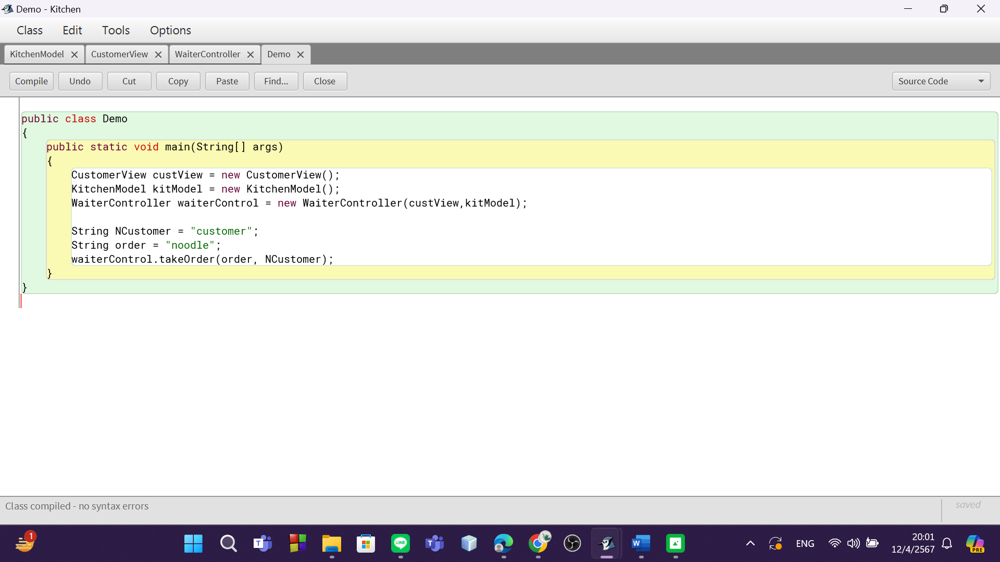 Demo - Kitchen
Class Edit Tools Options
KitchenModel CustomerView WaiterController Demo
Compile Undo Cut Copy Paste Find... Close Source Code
public class Demo
{
public static void main(String[] args)
{
CustomerView custView = new CustomerView();
KitchenModel kitModel = new KitchenModel();
WaiterController waiterControl = new WaiterController(custView,kitModel);
String NCustomer = "customer";
String order = "noodle";
waiterControl.takeOrder(order, NCustomer);
}
}
Class compiled - no syntax errors
saved
1
T
LINE
T
W
ENG
20:01
12/4/2567
PRE